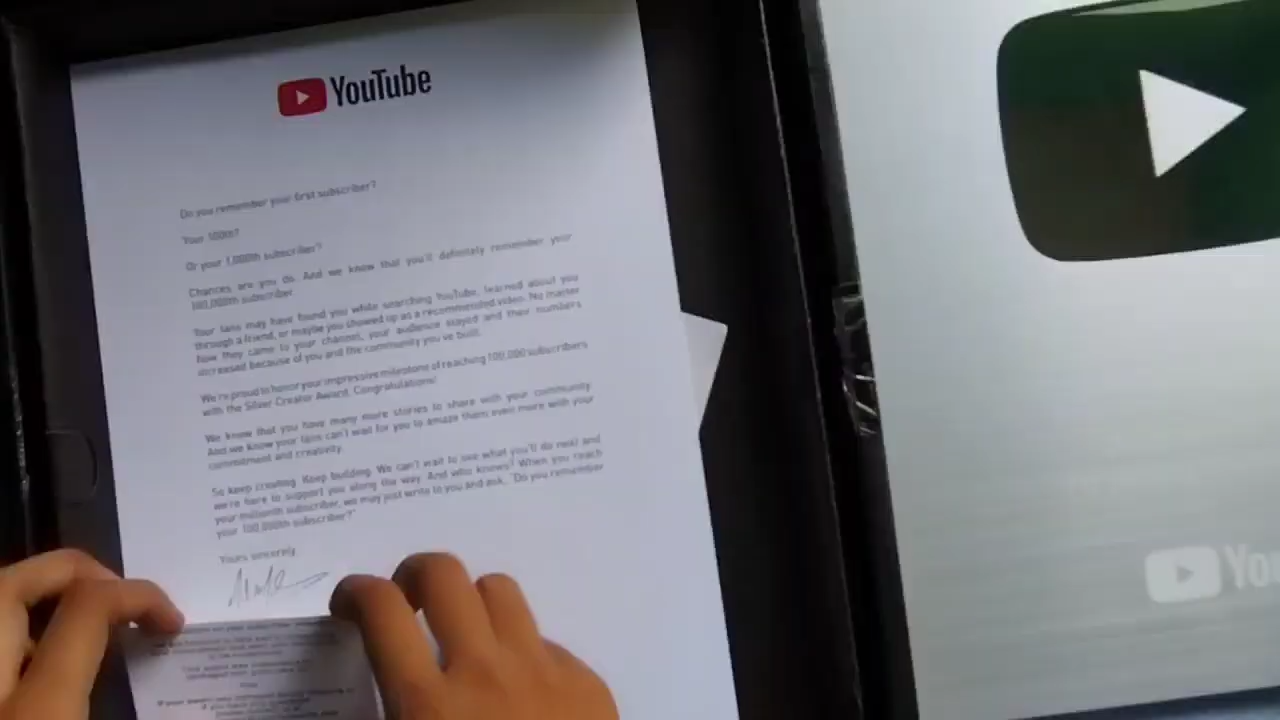 YouTube
Do you remember your first subscriber?
Your 100th?
Or your 1,000th subscriber?
Chances are you do. And we know that you'll definitely remember your
100,000th subscriber.
Your fans may have found you while searching YouTube, learned about you
through a friend, or maybe you showed up as a recommended video. No matter
how they came to your channel, your audience stayed and their numbers
increased because of you and the community you've built.
We're proud to honor your impressive milestone of reaching 100,000 subscribers
with the Silver Creator Award. Congratulations!
We know that you have many more stories to share with your community.
And we know your fans can't wait for you to amaze them even more with your
commitment and creativity.
So keep creating. Keep building. We can't wait to see what you'll do next and
we're here to support you along the way. And who knows? When you reach
your millionth subscriber, we may just write to you and ask, "Do you remember
your 100,000th subscriber?"
Yours sincerely
You